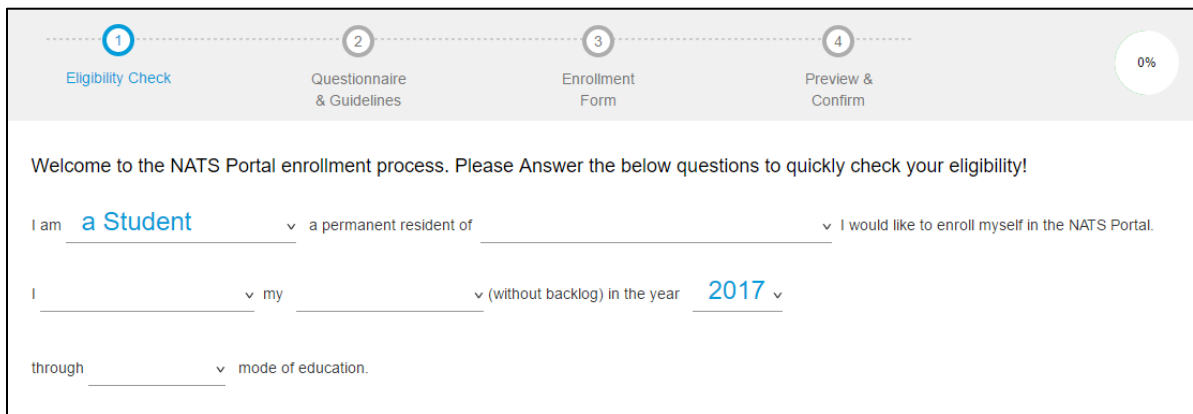 1 2 3 4
0%
Eligibility Check
Questionnaire
& Guidelines
Enrollment
Form
Preview &
Confirm
Welcome to the NATS Portal enrollment process. Please Answer the below questions to quickly check your eligibility!
I am a Student a permanent resident of I would like to enroll myself in the NATS Portal.
I my (without backlog) in the year 2017
through mode of education.